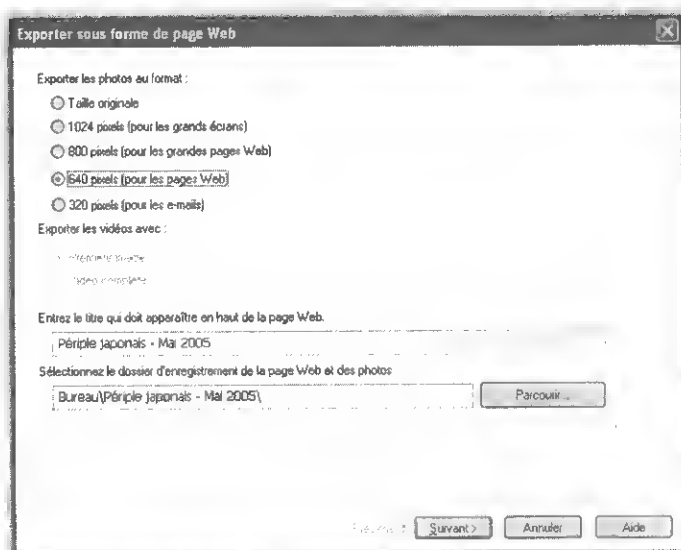 Exporter sous forme de page Web
Exporter les photos au format :
Taille originale
1024 pixels (pour les grands écrans)
800 pixels (pour les grandes pages Web)
640 pixels (pour les pages Web)
320 pixels (pour les e-mails)
Exporter les vidéos avec :
Vidéo complète
Entrez le titre qui doit apparaître en haut de la page Web.
Périple japonais - Mai 2005
Sélectionnez le dossier d'enregistrement de la page Web et des photos
Bureau\Périple japonais - Mai 2005\
Parcourir...
Suivant >
Annuler
Aide